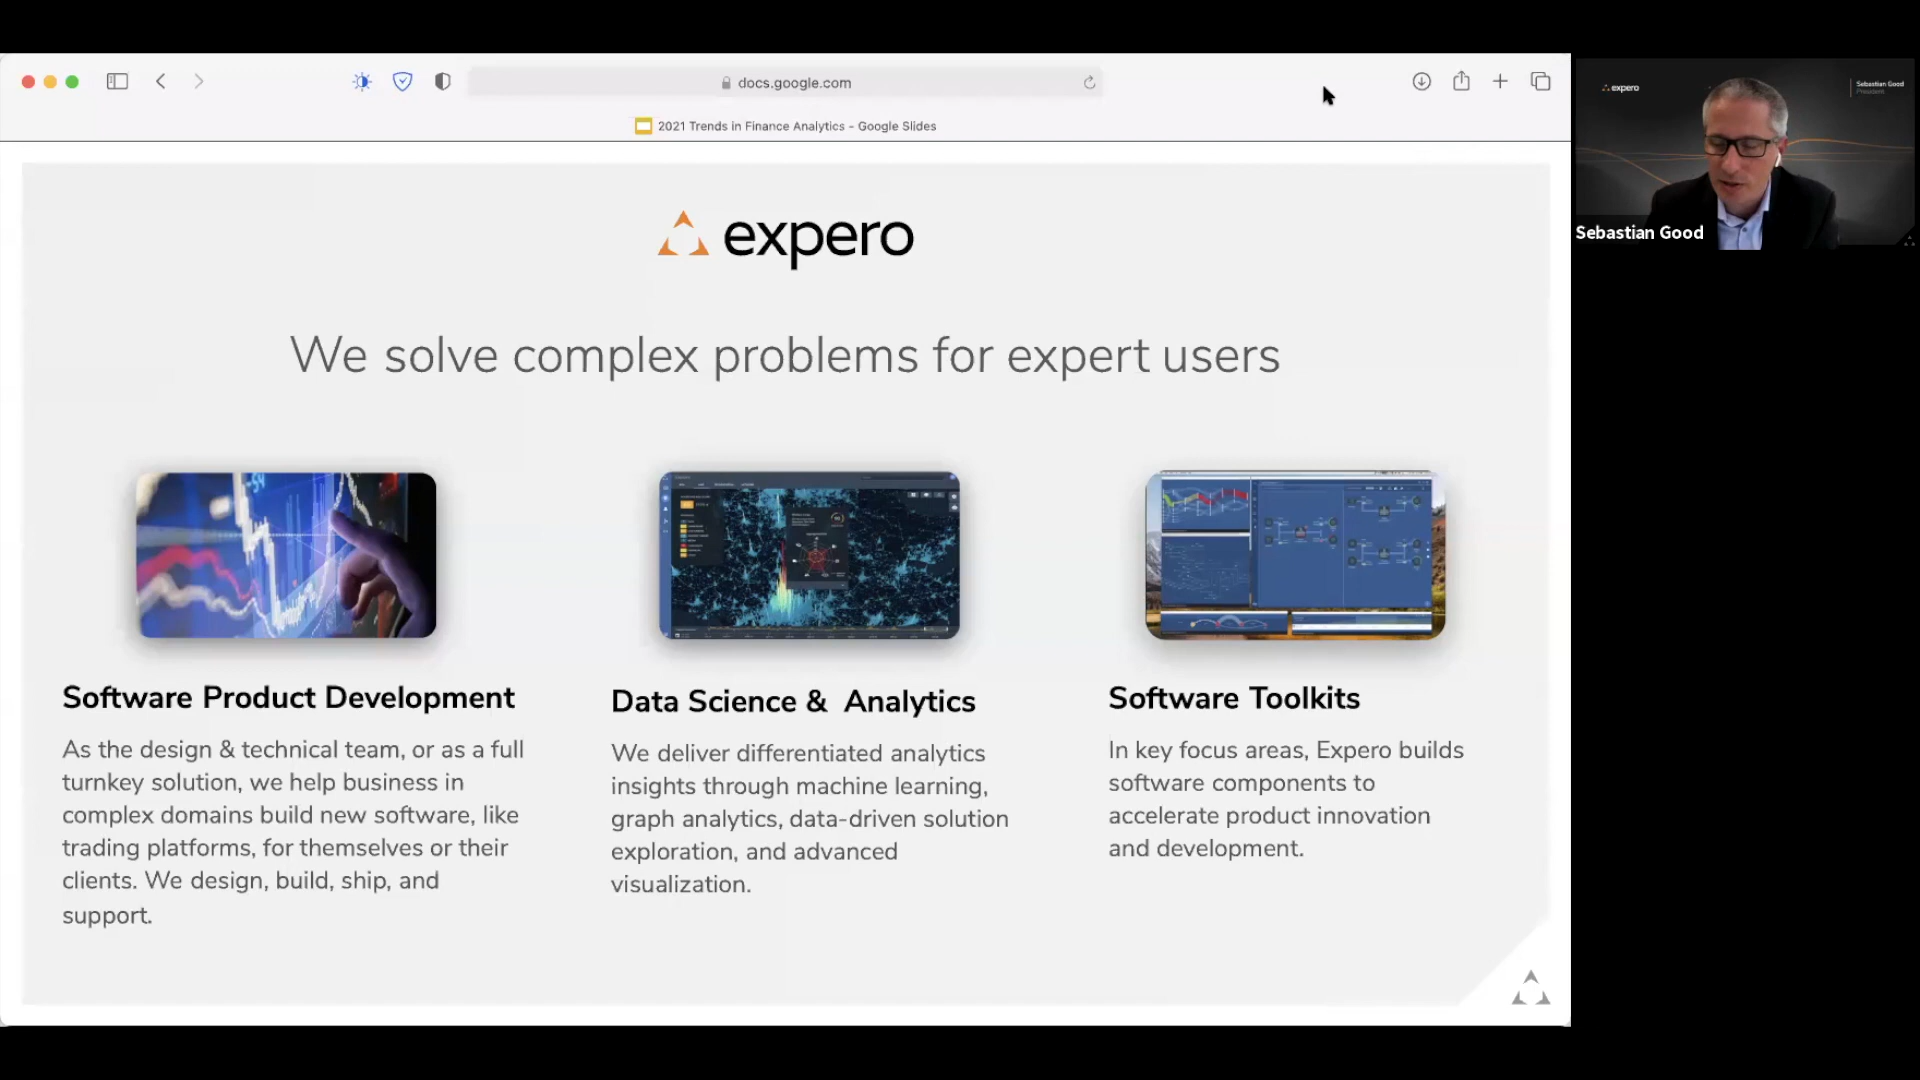 docs.google.com
2021 Trends in Finance Analytics - Google Slides
expero
We solve complex problems for expert users
Software Product Development
As the design & technical team, or as a full
turnkey solution, we help business in
complex domains build new software, like
trading platforms, for themselves or their
clients. We design, build, ship, and
support.
Data Science & Analytics
We deliver differentiated analytics
insights through machine learning,
graph analytics, data-driven solution
exploration, and advanced
visualization.
Software Toolkits
In key focus areas, Expero builds
software components to
accelerate product innovation
and development.
expero
Sebastian Good
President
Sebastian Good